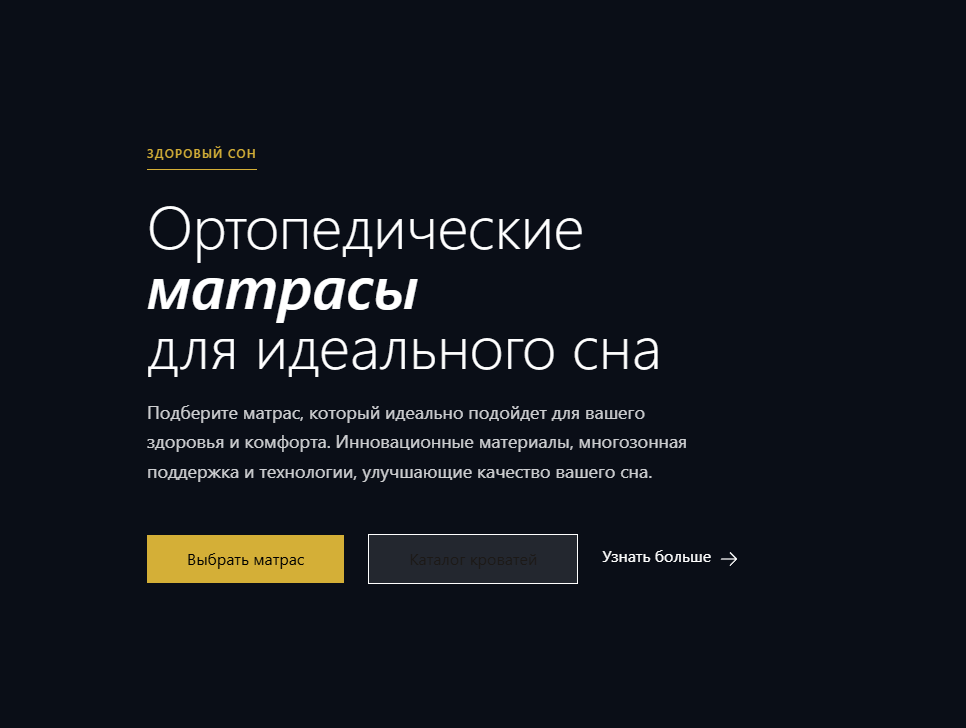 ЗДОРОВЫЙ СОН
Ортопедические
матрасы
для идеального сна
Подберите матрас, который идеально подойдет для вашего
здоровья и комфорта. Инновационные материалы, многозонная
поддержка и технологии, улучшающие качество вашего сна.
Выбрать матрас
Каталог кроватей
Узнать больше